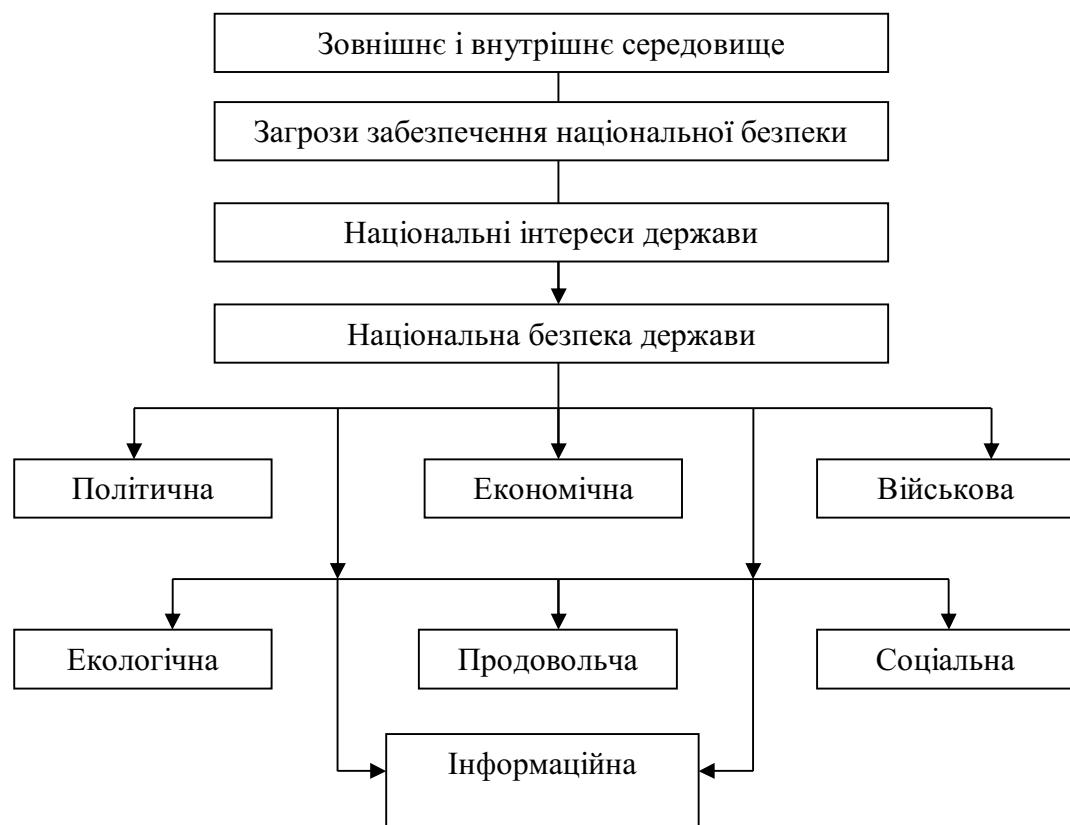 Зовнішнє і внутрішнє середовище
Загрози забезпечення національної безпеки
Національні інтереси держави
Національна безпека держави
Політична
Економічна
Військова
Екологічна
Продовольча
Соціальна
Інформаційна